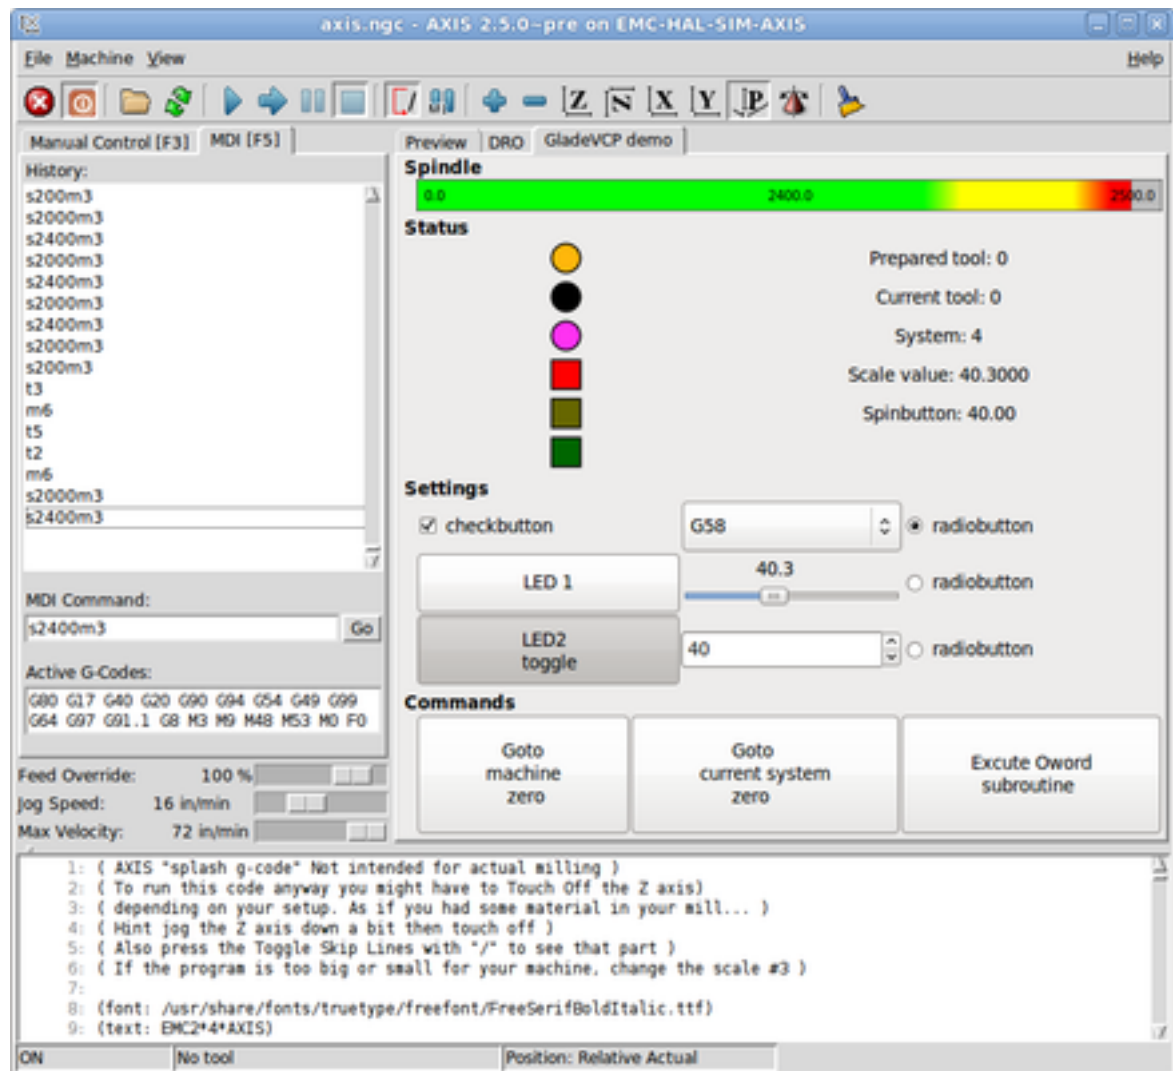 axis.ngc - AXIS 2.5.0~pre on EMC-HAL-SIM-AXIS
File Machine View Help
Z N X Y P
Manual Control [F3] MDI [F5]
Preview DRO GladeVCP demo
History:
s200m3
s2000m3
s2400m3
s2000m3
s2400m3
s2000m3
s2400m3
s2000m3
s200m3
t3
m6
t5
t2
m6
s2000m3
s2400m3
MDI Command:
s2400m3 Go
Active G-Codes:
G80 G17 G40 G20 G90 G94 G54 G49 G99
G64 G97 G91.1 G8 M3 M9 M48 M53 M0 F0
Feed Override: 100 %
Jog Speed: 16 in/min
Max Velocity: 72 in/min
Spindle
0.0 2400.0 2500.0
Status
Prepared tool: 0
Current tool: 0
System: 4
Scale value: 40.3000
Spinbutton: 40.00
Settings
checkbutton G58 radiobutton
LED 1 40.3 radiobutton
LED2
toggle 40 radiobutton
Commands
Goto
machine
zero
Goto
current system
zero
Excute Oword
subroutine
1: ( AXIS "splash g-code" Not intended for actual milling )
2: ( To run this code anyway you might have to Touch Off the Z axis)
3: ( depending on your setup. As if you had some material in your mill... )
4: ( Hint jog the Z axis down a bit then touch off )
5: ( Also press the Toggle Skip Lines with "/" to see that part )
6: ( If the program is too big or small for your machine, change the scale #3 )
7:
8: (font: /usr/share/fonts/truetype/freefont/FreeSerifBoldItalic.ttf)
9: (text: EMC2*4*AXIS)
ON No tool Position: Relative Actual